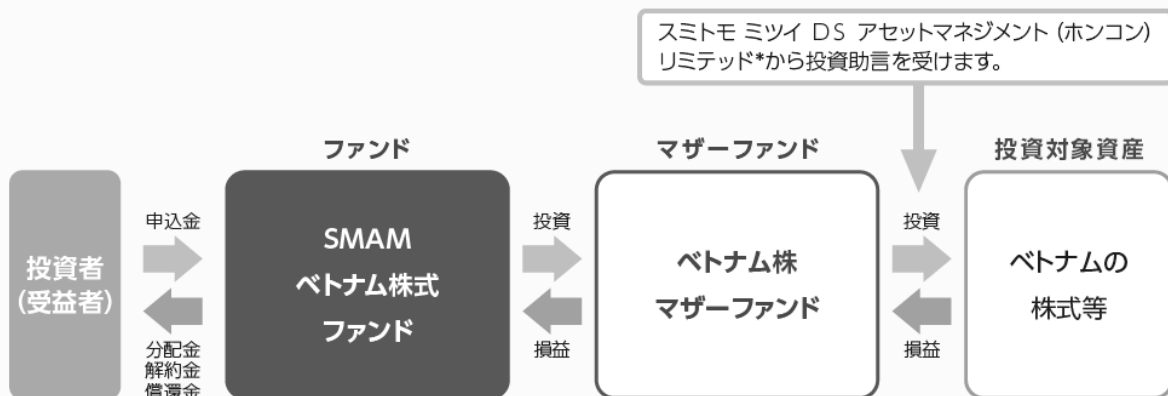 スミトモ ミツイ DS アセットマネジメント (ホンコン)
リミテッド*から投資助言を受けます。
ファンド
マザーファンド
投資対象資産
投資者
(受益者)
申込金
分配金
解約金
償還金
SMAM
ベトナム株式
ファンド
投資
損益
ベトナム株
マザーファンド
投資
損益
ベトナムの
株式等